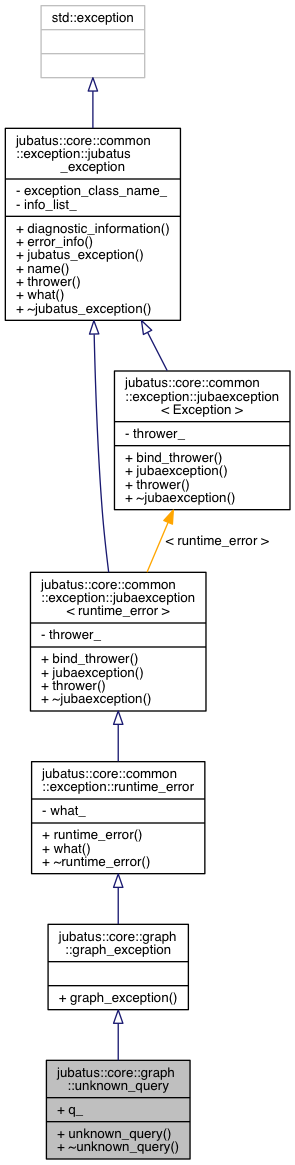 std::exception
jubatus::core::common
::exception::jubatus
_exception
- exception_class_name_
- info_list_
+ diagnostic_information()
+ error_info()
+ jubatus_exception()
+ name()
+ thrower()
+ what()
+ ~jubatus_exception()
jubatus::core::common
::exception::jubaexception
< Exception >
- thrower_
+ bind_thrower()
+ jubaexception()
+ thrower()
+ ~jubaexception()
< runtime_error >
jubatus::core::common
::exception::jubaexception
< runtime_error >
- thrower_
+ bind_thrower()
+ jubaexception()
+ thrower()
+ ~jubaexception()
jubatus::core::common
::exception::runtime_error
- what_
+ runtime_error()
+ what()
+ ~runtime_error()
jubatus::core::graph
::graph_exception
+ graph_exception()
jubatus::core::graph
::unknown_query
+ q_
+ unknown_query()
+ ~unknown_query()